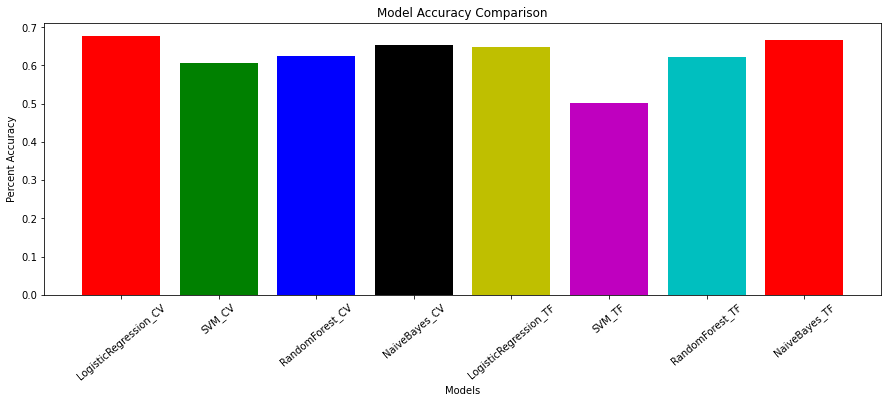 Model Accuracy Comparison
Percent Accuracy
0.7
0.6
0.5
0.4
0.3
0.2
0.1
0.0
LogisticRegression_CV
SVM_CV
RandomForest_CV
NaiveBayes_CV
LogisticRegression_TF
SVM_TF
RandomForest_TF
NaiveBayes_TF
Models